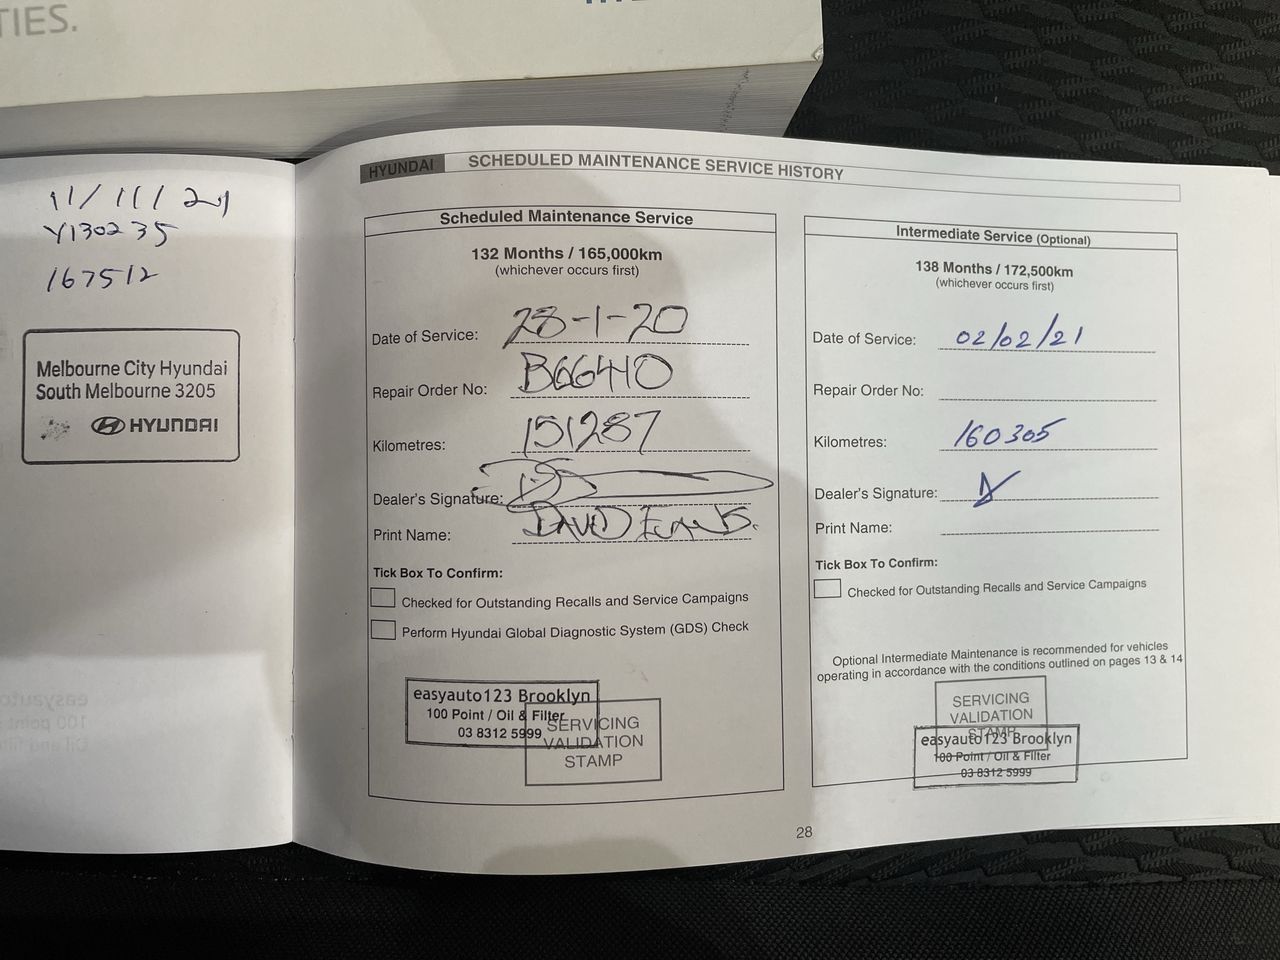 TIES.
11/11/21
Y130235
167512
Melbourne City Hyundai
South Melbourne 3205
HYUNDAI
HYUNDAI SCHEDULED MAINTENANCE SERVICE HISTORY
Scheduled Maintenance Service
132 Months / 165,000km
(whichever occurs first)
Date of Service: 28-1-20
Repair Order No: B66410
Kilometres: 151287
Dealer's Signature:
Print Name: DAVID EVANS.
Tick Box To Confirm:
Checked for Outstanding Recalls and Service Campaigns
Perform Hyundai Global Diagnostic System (GDS) Check
easyauto123 Brooklyn
100 Point / Oil & Filter
03 8312 5999
SERVICING
VALIDATION
STAMP
Intermediate Service (Optional)
138 Months / 172,500km
(whichever occurs first)
Date of Service: 02/02/21
Repair Order No:
Kilometres: 160305
Dealer's Signature:
Print Name:
Tick Box To Confirm:
Checked for Outstanding Recalls and Service Campaigns
Optional Intermediate Maintenance is recommended for vehicles
operating in accordance with the conditions outlined on pages 13 & 14
SERVICING
VALIDATION
STAMP
easyauto123 Brooklyn
100 Point / Oil & Filter
03 8312 5999
28